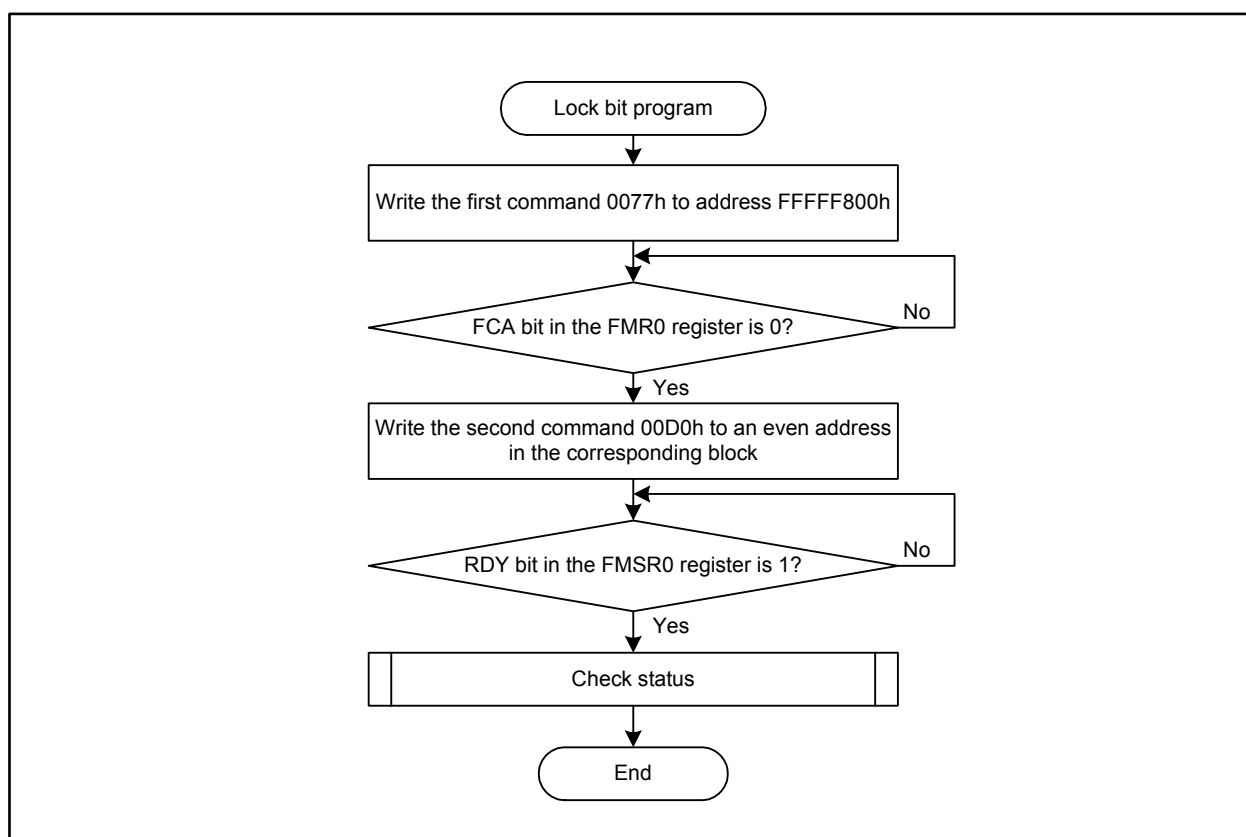 Lock bit program
Write the first command 0077h to address FFFFF800h
FCA bit in the FMR0 register is 0?
No
Yes
Write the second command 00D0h to an even address
in the corresponding block
RDY bit in the FMSR0 register is 1?
No
Yes
Check status
End